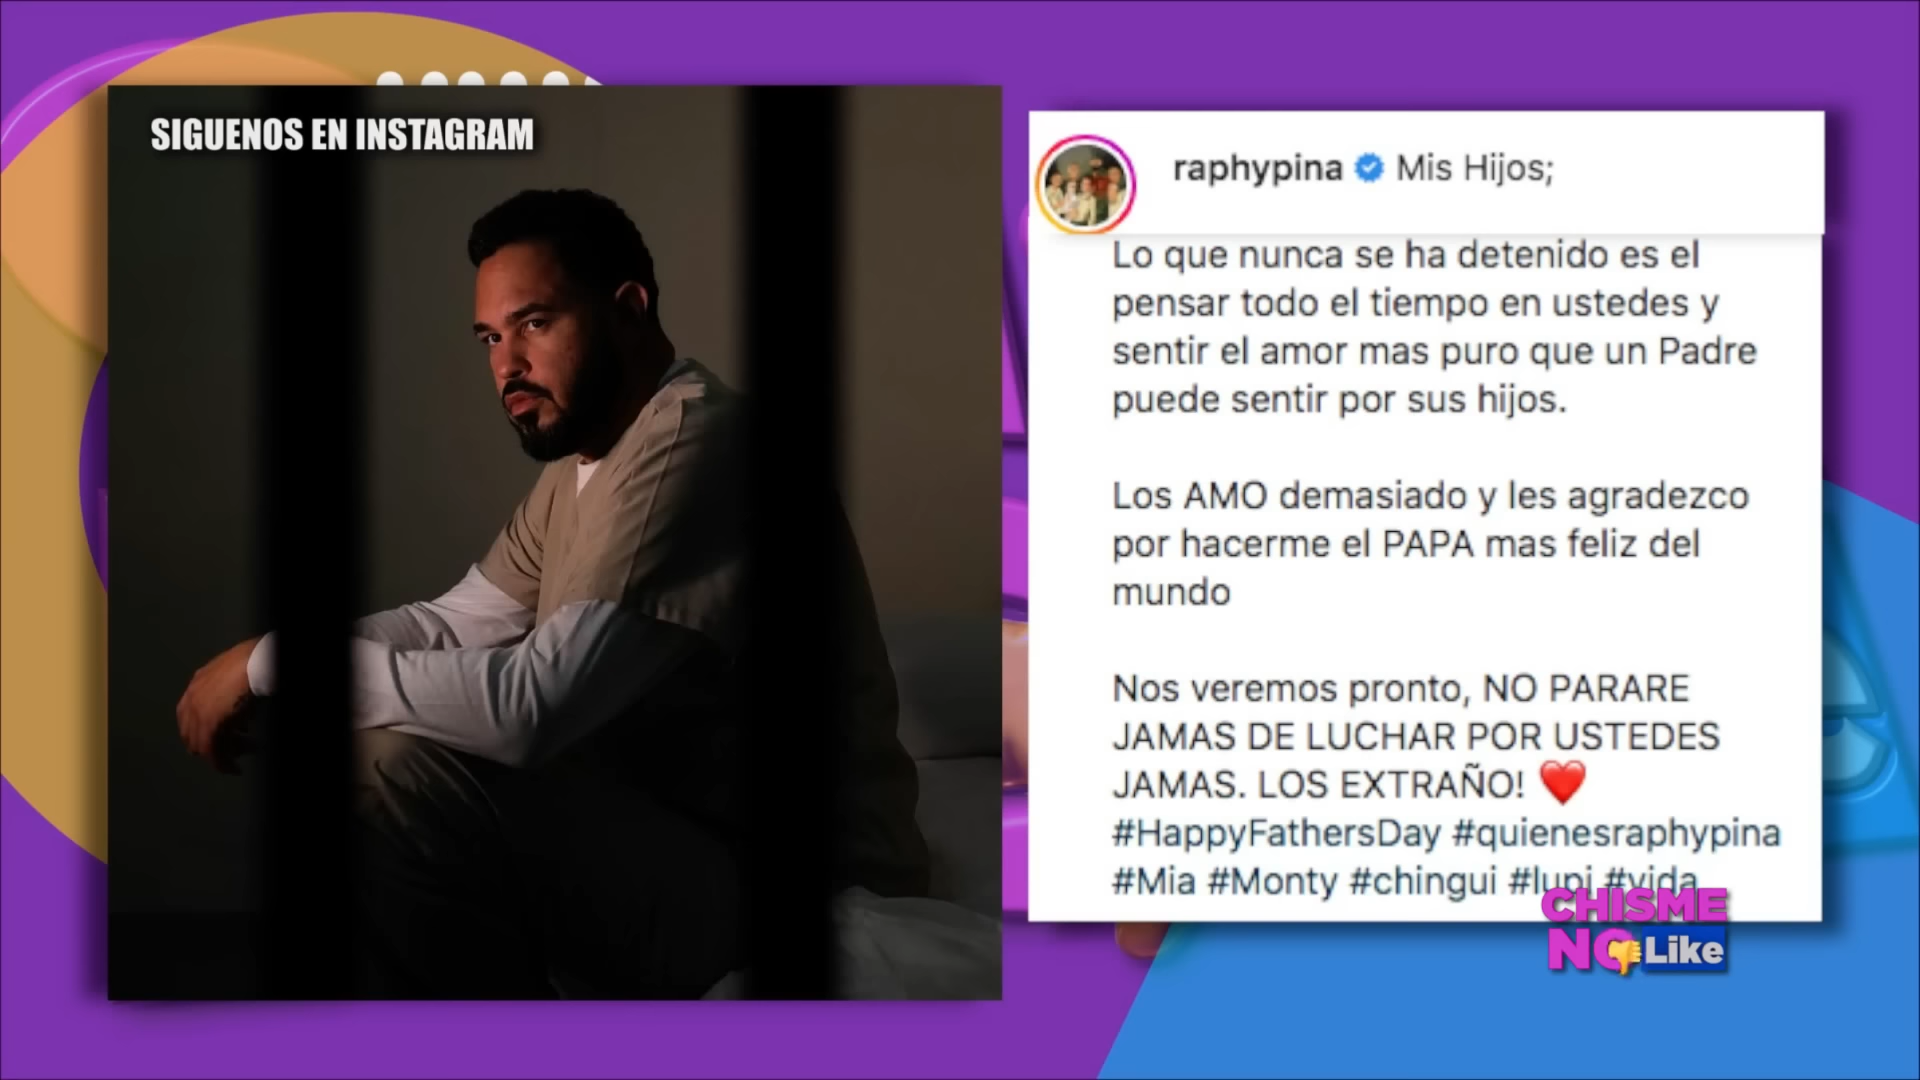 SIGUENOS EN INSTAGRAM
raphypina Mis Hijos;
Lo que nunca se ha detenido es el
pensar todo el tiempo en ustedes y
sentir el amor mas puro que un Padre
puede sentir por sus hijos.
Los AMO demasiado y les agradezco
por hacerme el PAPA mas feliz del
mundo
Nos veremos pronto, NO PARARE
JAMAS DE LUCHAR POR USTEDES
JAMAS. LOS EXTRAÑO! ❤️
#HappyFathersDay #quienesraphypina
#Mia #Monty #chingui #lupi #vida
CHISME
NO Like